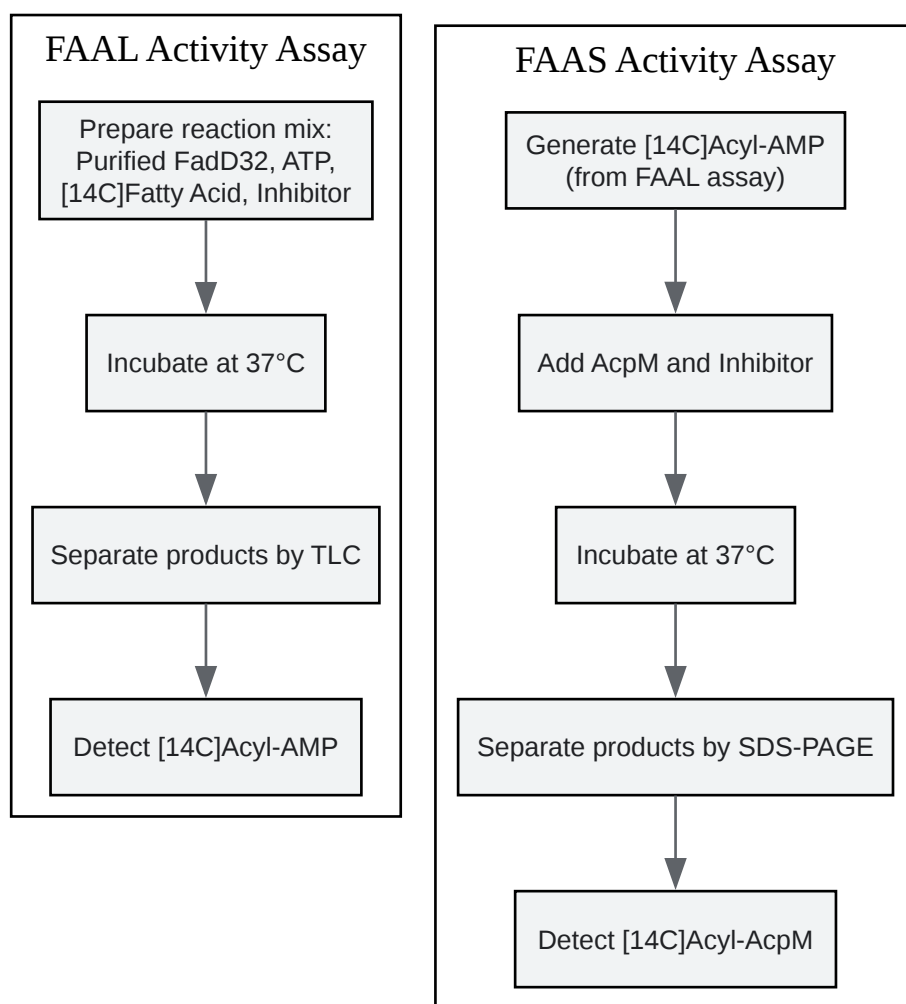 FAAL Activity Assay
Prepare reaction mix:
Purified FadD32, ATP,
[14C]Fatty Acid, Inhibitor
Incubate at 37°C
Separate products by TLC
Detect [14C]Acyl-AMP
FAAS Activity Assay
Generate [14C]Acyl-AMP
(from FAAL assay)
Add AcpM and Inhibitor
Incubate at 37°C
Separate products by SDS-PAGE
Detect [14C]Acyl-AcpM